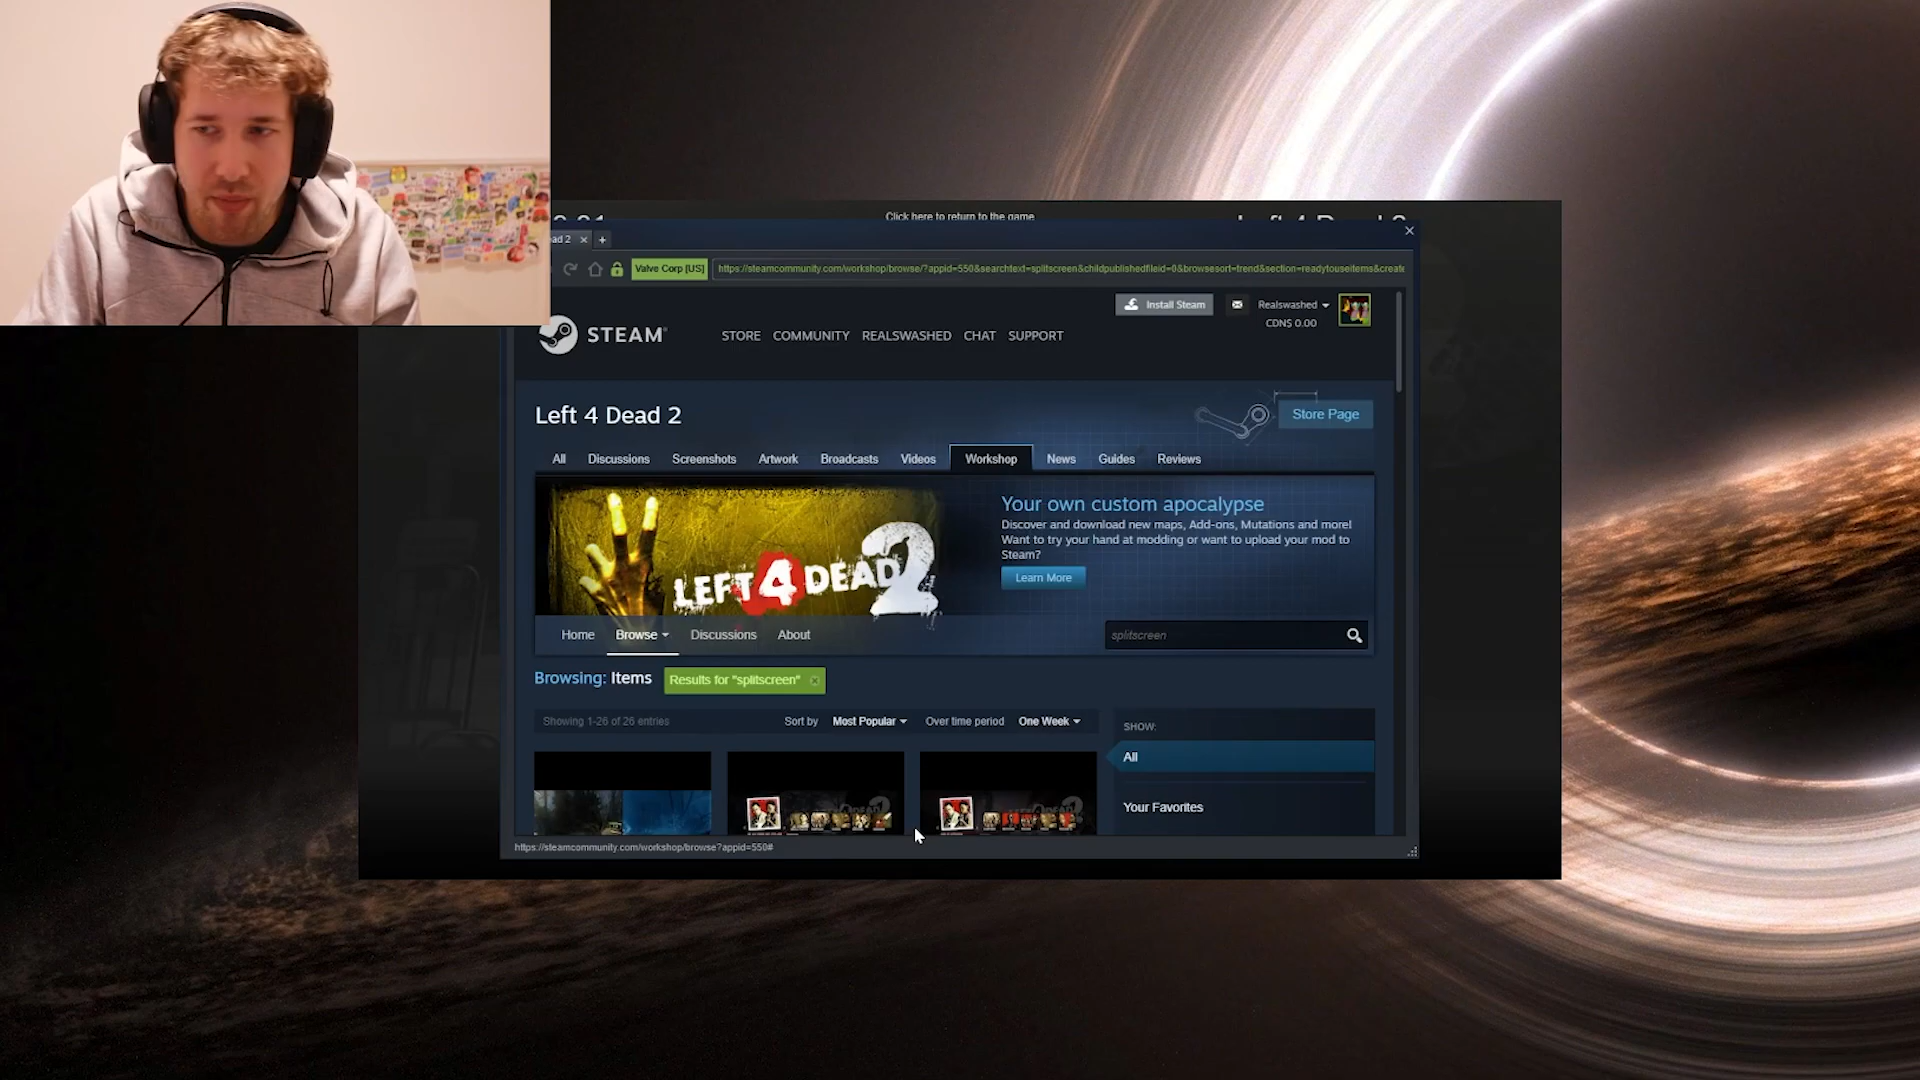 Click here to return to the game
Left 4 Dead 2
ad 2
Valve Corp [US]
https://steamcommunity.com/workshop/browse/?appid=550&searchtext=splitscreen&childpublishedfileid=0&browsesort=trend&section=readytouseitems&create
Install Steam
Realswashed
CDN$ 0.00
STEAM®
STORE COMMUNITY REALSWASHED CHAT SUPPORT
Left 4 Dead 2
Store Page
All Discussions Screenshots Artwork Broadcasts Videos Workshop News Guides Reviews
Your own custom apocalypse
Discover and download new maps, Add-ons, Mutations and more!
Want to try your hand at modding or want to upload your mod to
Steam?
Learn More
LEFT 4 DEAD 2
Home Browse Discussions About
splitscreen
Browsing: Items
Results for "splitscreen"
Showing 1-26 of 26 entries
Sort by Most Popular Over time period One Week
SHOW:
All
Your Favorites
https://steamcommunity.com/workshop/browse?appid=550#